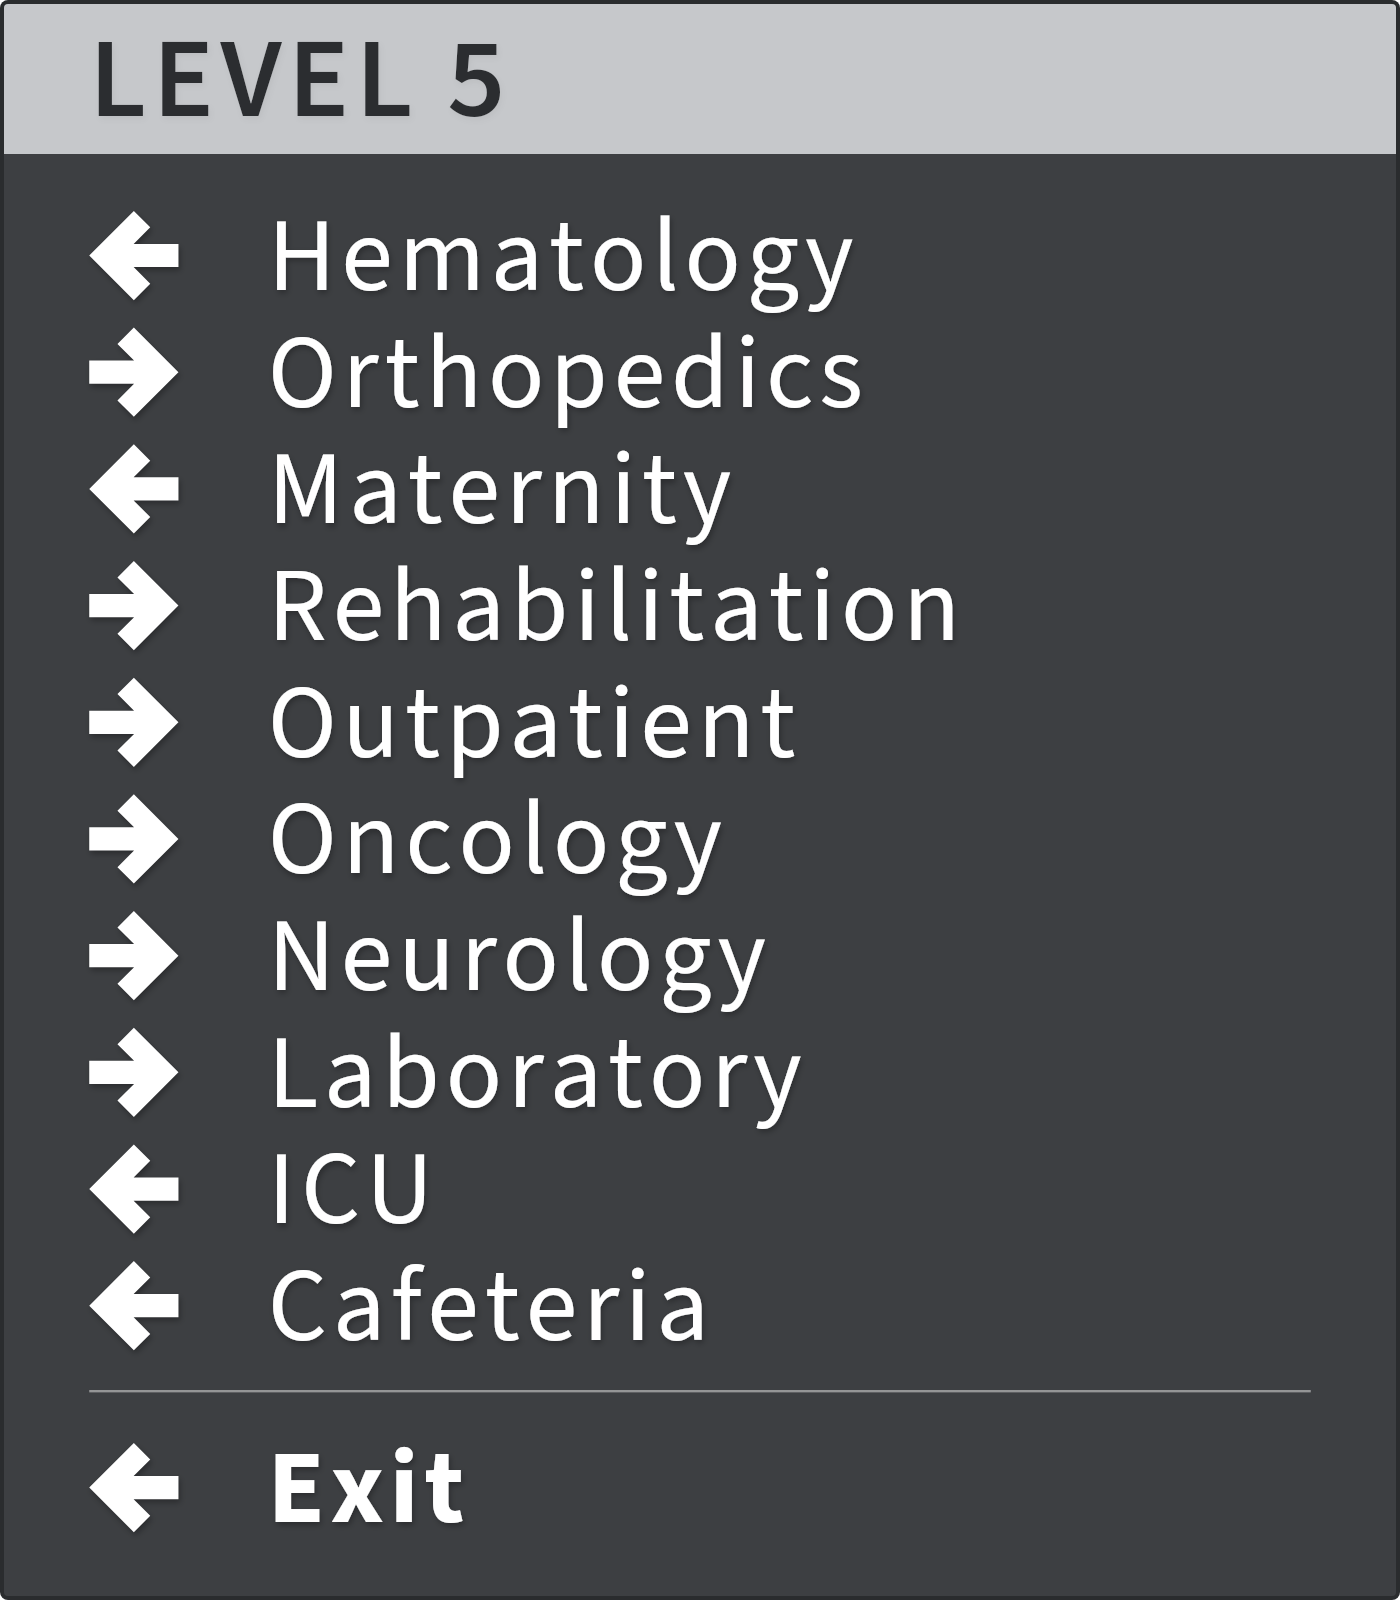 LEVEL 5
Hematology
Orthopedics
Maternity
Rehabilitation
Outpatient
Oncology
Neurology
Laboratory
ICU
Cafeteria
Exit